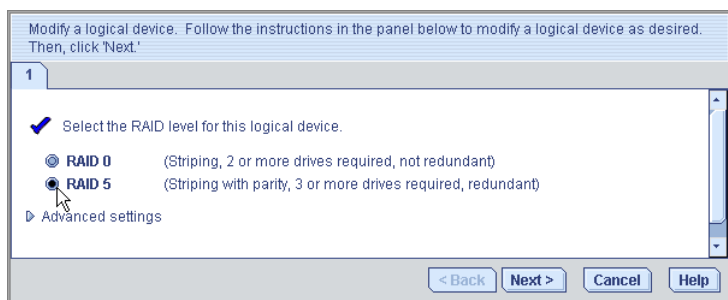 Modify a logical device. Follow the instructions in the panel below to modify a logical device as desired.
Then, click 'Next.'
1
Select the RAID level for this logical device.
RAID 0 (Striping, 2 or more drives required, not redundant)
RAID 5 (Striping with parity, 3 or more drives required, redundant)
Advanced settings
< Back Next > Cancel Help